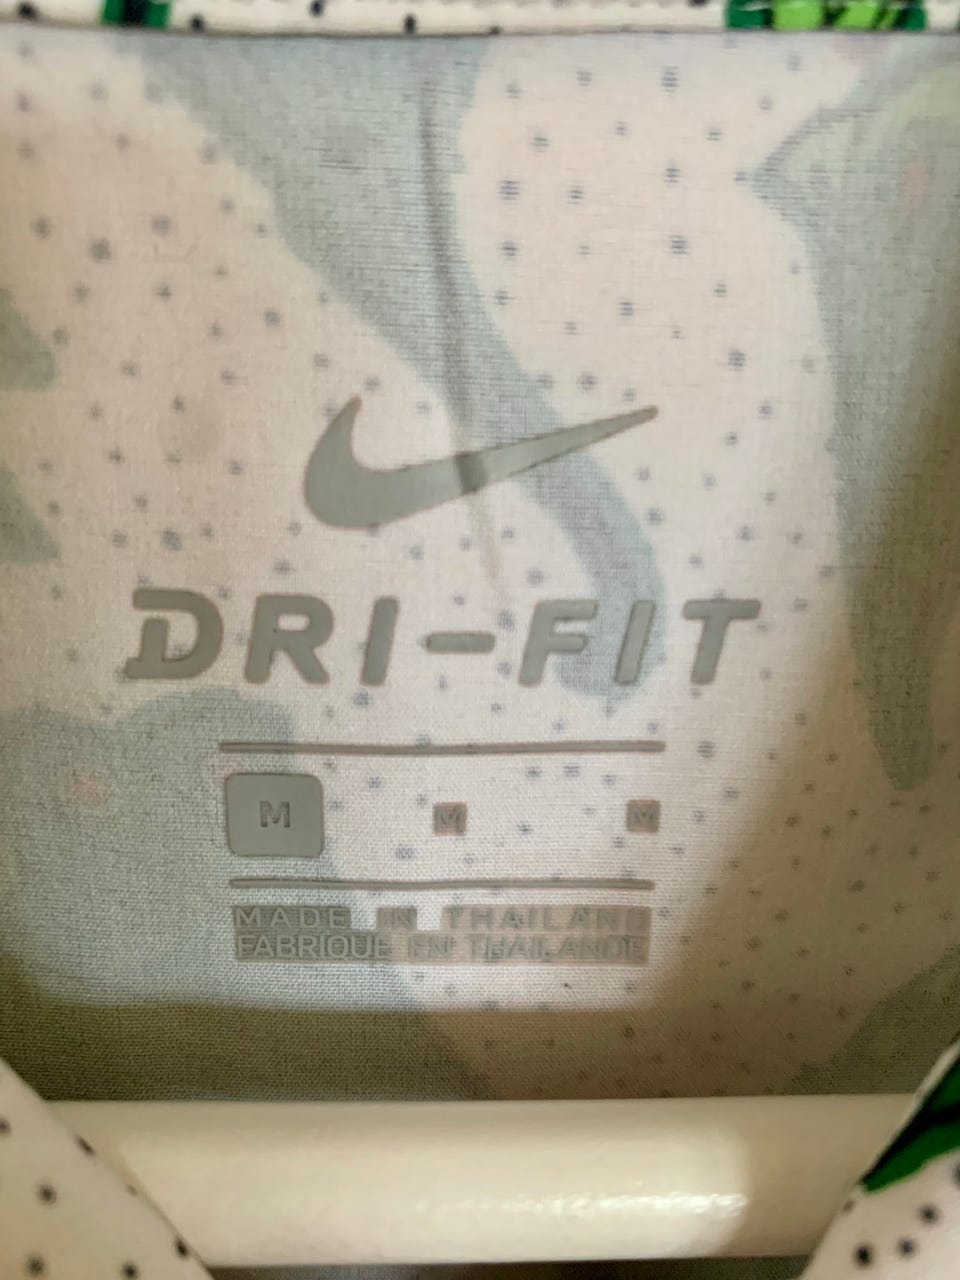 DRI-FIT
M M M
MADE IN THAILAND
FABRIQUE EN THAILANDE